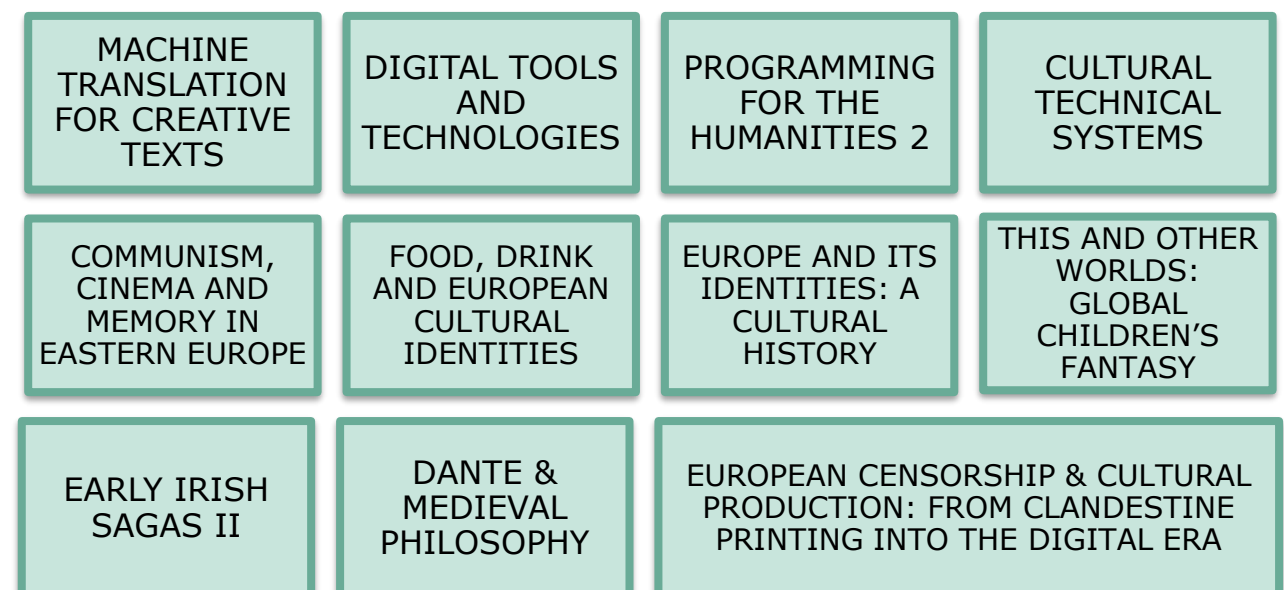 MACHINE
TRANSLATION
FOR CREATIVE
TEXTS
DIGITAL TOOLS
AND
TECHNOLOGIES
PROGRAMMING
FOR THE
HUMANITIES 2
CULTURAL
TECHNICAL
SYSTEMS
COMMUNISM,
CINEMA AND
MEMORY IN
EASTERN EUROPE
FOOD, DRINK
AND EUROPEAN
CULTURAL
IDENTITIES
EUROPE AND ITS
IDENTITIES: A
CULTURAL
HISTORY
THIS AND OTHER
WORLDS:
GLOBAL
CHILDREN’S
FANTASY
EARLY IRISH
SAGAS II
DANTE &
MEDIEVAL
PHILOSOPHY
EUROPEAN CENSORSHIP & CULTURAL
PRODUCTION: FROM CLANDESTINE
PRINTING INTO THE DIGITAL ERA